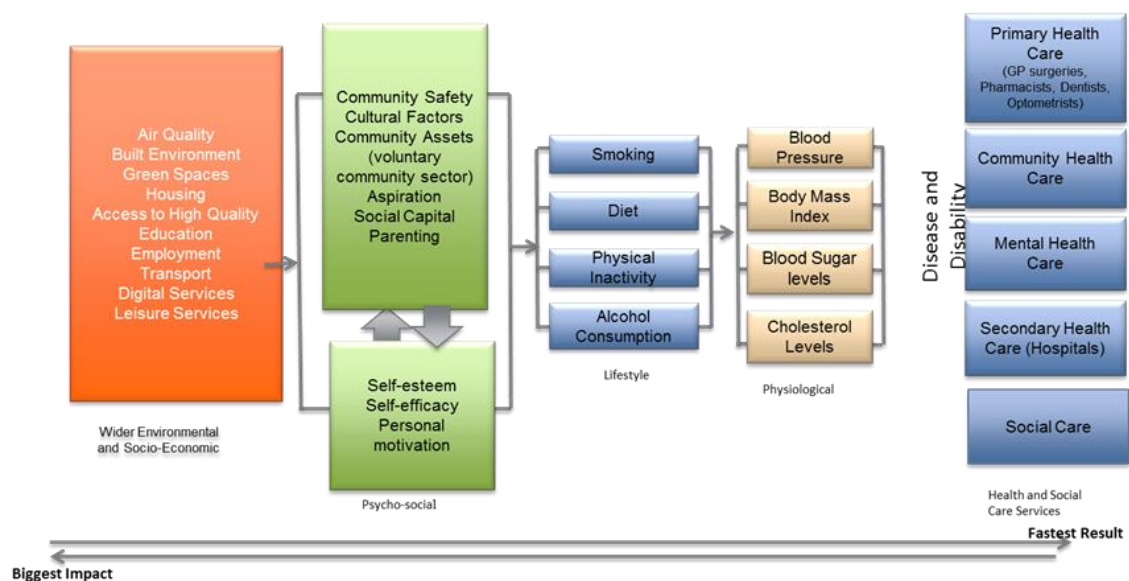 Air Quality
Built Environment
Green Spaces
Housing
Access to High Quality
Education
Employment
Transport
Digital Services
Leisure Services
Wider Environmental
and Socio-Economic
Community Safety
Cultural Factors
Community Assets
(voluntary
community sector)
Aspiration
Social Capital
Parenting
Self-esteem
Self-efficacy
Personal
motivation
Psycho-social
Smoking
Diet
Physical
Inactivity
Alcohol
Consumption
Lifestyle
Blood
Pressure
Body Mass
Index
Blood Sugar
levels
Cholesterol
Levels
Physiological
Disease and
Disability
Primary Health
Care
(GP surgeries,
Pharmacists, Dentists,
Optometrists)
Community Health
Care
Mental Health
Care
Secondary Health
Care (Hospitals)
Social Care
Health and Social
Care Services
Fastest Result
Biggest Impact